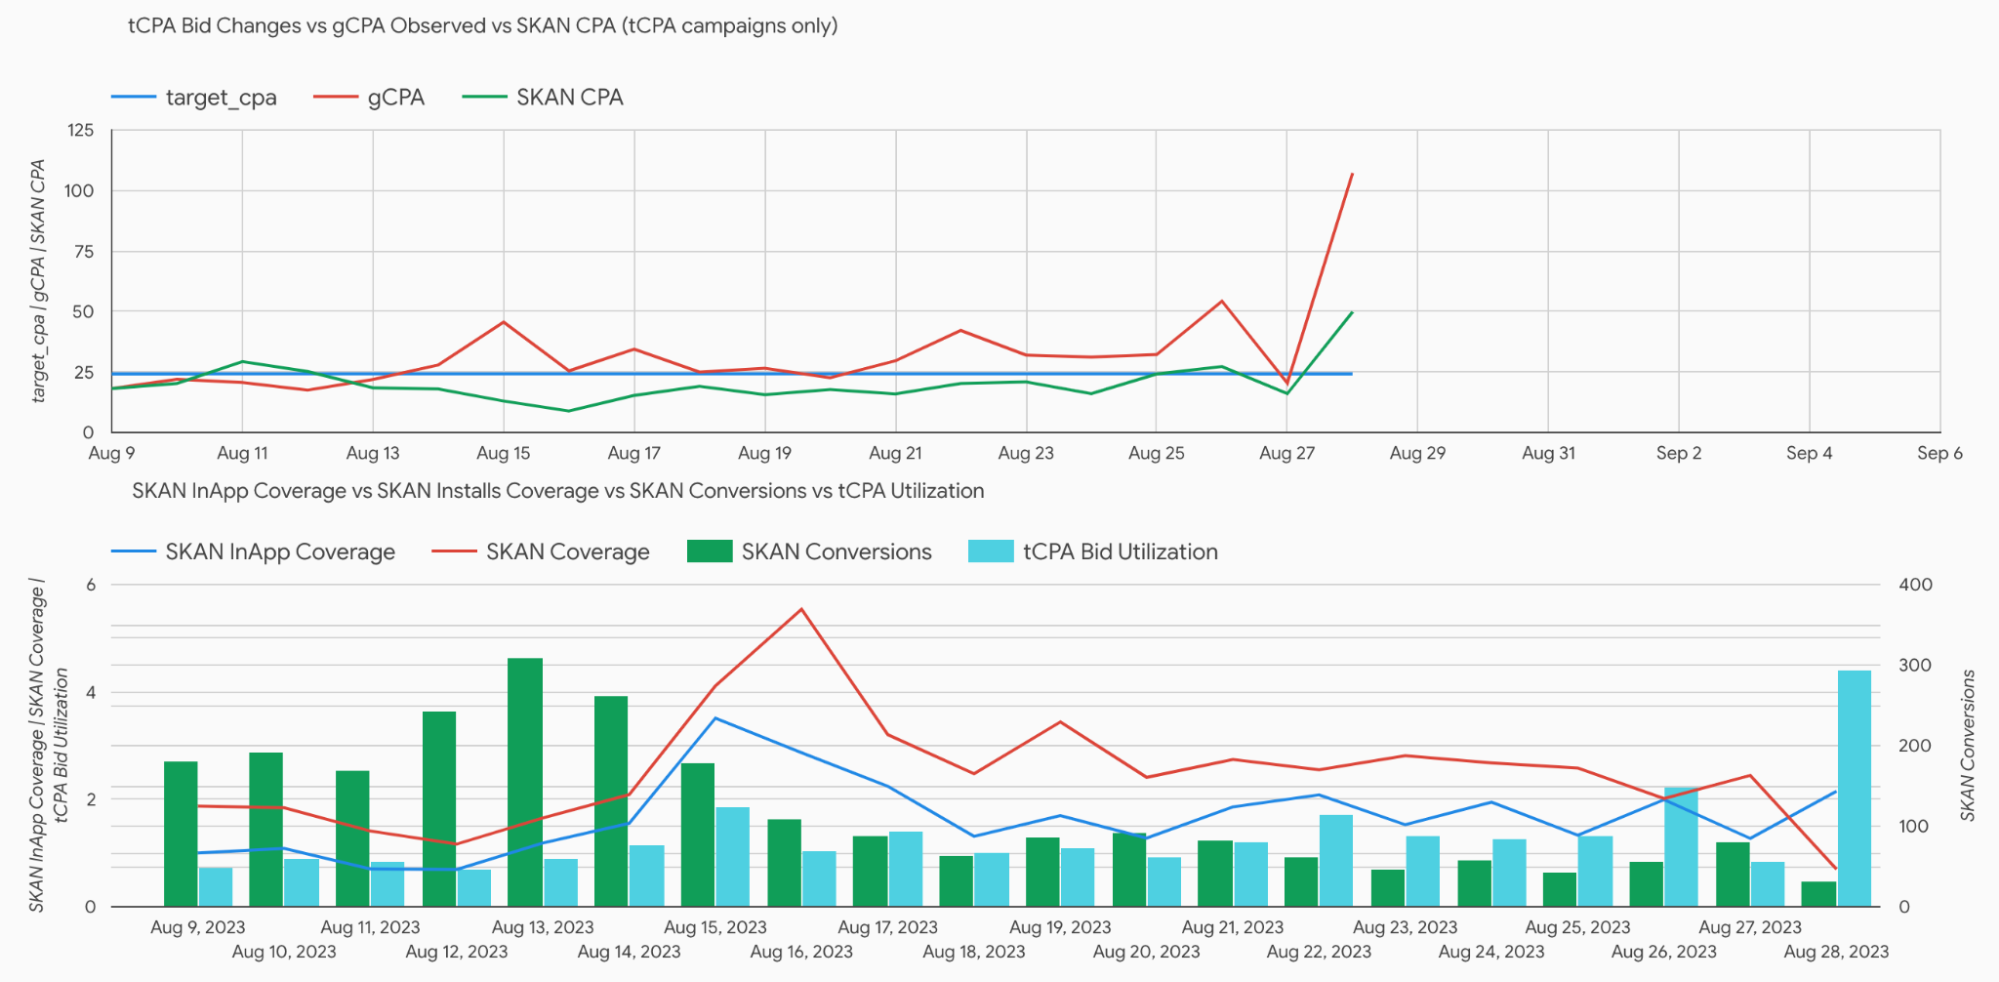 tCPA Bid Changes vs gCPA Observed vs SKAN CPA (tCPA campaigns only)
target_cpa gCPA SKAN CPA
target_cpa | gCPA | SKAN CPA
125
100
75
50
25
0
Aug 9 Aug 11 Aug 13 Aug 15 Aug 17 Aug 19 Aug 21 Aug 23 Aug 25 Aug 27 Aug 29 Aug 31 Sep 2 Sep 4 Sep 6
SKAN InApp Coverage vs SKAN Installs Coverage vs SKAN Conversions vs tCPA Utilization
SKAN InApp Coverage SKAN Coverage SKAN Conversions tCPA Bid Utilization
SKAN InApp Coverage | SKAN Coverage |
tCPA Bid Utilization
6
4
2
0
400
300
200
100
0
SKAN Conversions
Aug 9, 2023 Aug 11, 2023 Aug 13, 2023 Aug 15, 2023 Aug 17, 2023 Aug 19, 2023 Aug 21, 2023 Aug 23, 2023 Aug 25, 2023 Aug 27, 2023
Aug 10, 2023 Aug 12, 2023 Aug 14, 2023 Aug 16, 2023 Aug 18, 2023 Aug 20, 2023 Aug 22, 2023 Aug 24, 2023 Aug 26, 2023 Aug 28, 2023